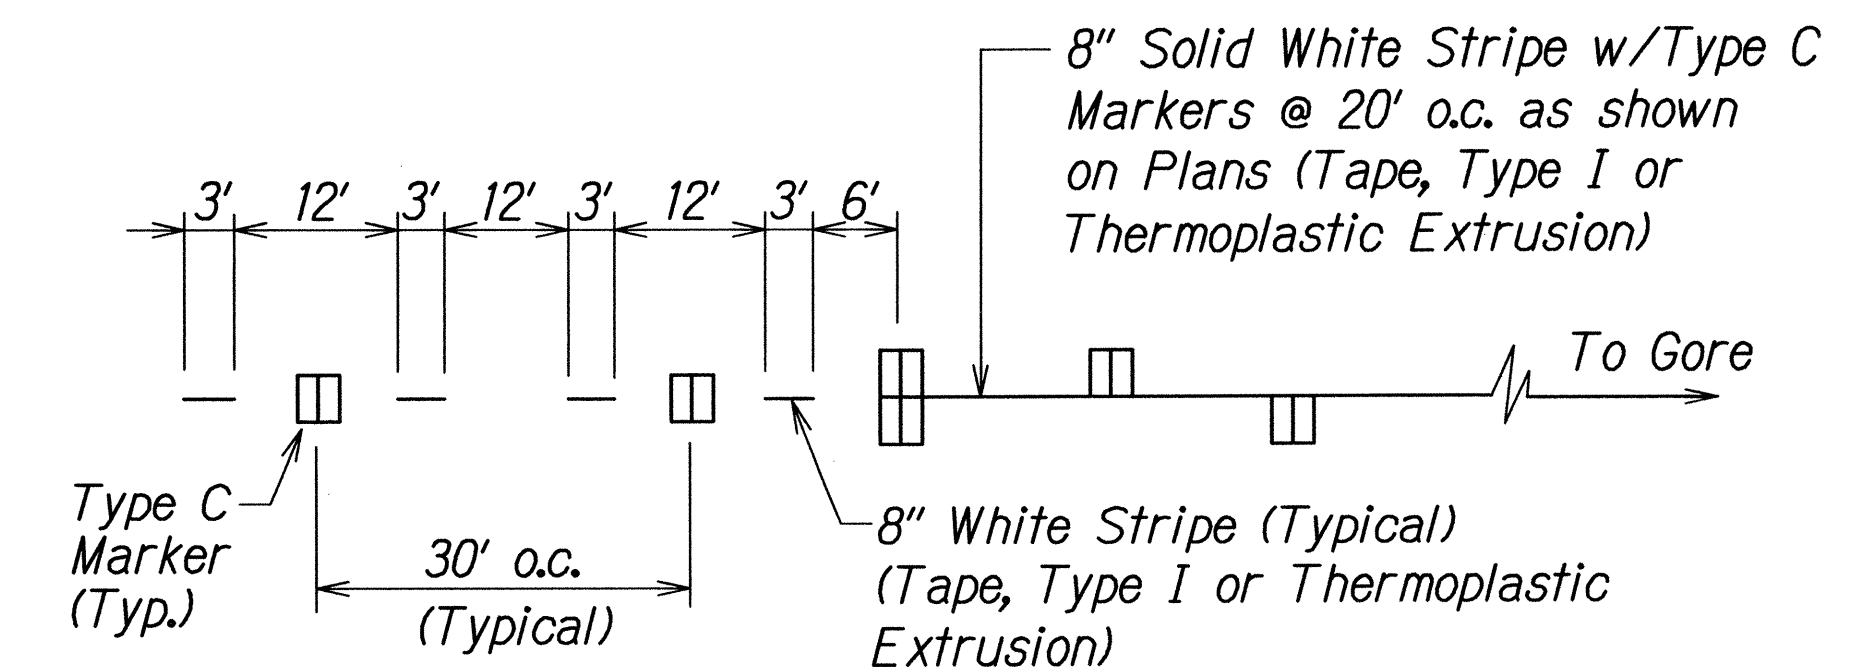 8" Solid White Stripe w/Type C
Markers @ 20' o.c. as shown
on Plans (Tape, Type I or
Thermoplastic Extrusion)
3' 12' 3' 12' 3' 12' 3' 6'
To Gore
Type C
Marker
(Typ.)
30' o.c.
(Typical)
8" White Stripe (Typical)
(Tape, Type I or Thermoplastic
Extrusion)